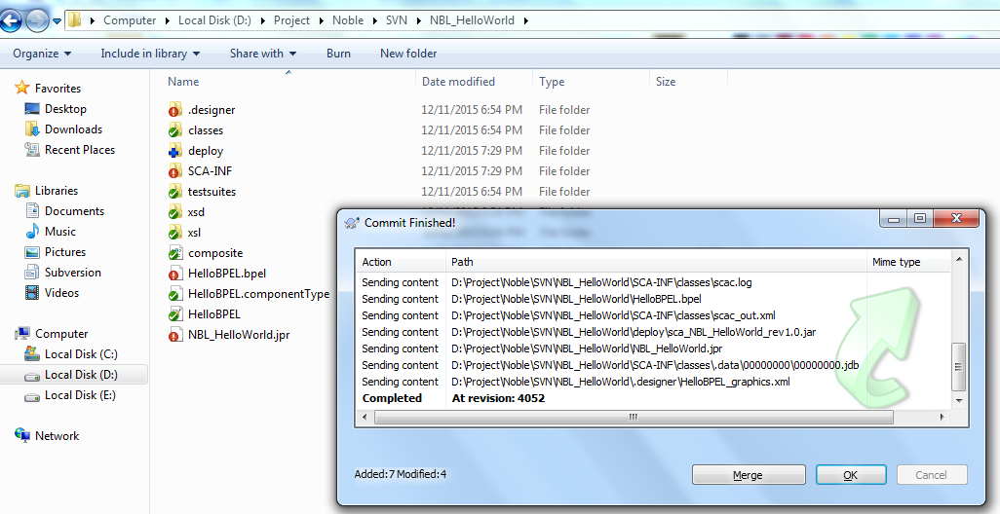 Computer ▸ Local Disk (D:) ▸ Project ▸ Noble ▸ SVN ▸ NBL_HelloWorld ▸
Organize ▼ Include in library ▼ Share with ▼ Burn New folder
Name Date modified Type Size
Favorites
Desktop
Downloads
Recent Places
Libraries
Documents
Music
Pictures
Subversion
Videos
Computer
Local Disk (C:)
Local Disk (D:)
Local Disk (E:)
Network
.designer 12/11/2015 6:54 PM File folder
classes 12/11/2015 6:54 PM File folder
deploy 12/11/2015 7:29 PM File folder
SCA-INF 12/11/2015 7:29 PM File folder
testsuites 12/11/2015 6:54 PM File folder
xsd
xsl
composite
HelloBPEL.bpel
HelloBPEL.componentType
HelloBPEL
NBL_HelloWorld.jpr
Commit Finished!
Action Path Mime type
Sending content D:\Project\Noble\SVN\NBL_HelloWorld\SCA-INF\classes\scac.log
Sending content D:\Project\Noble\SVN\NBL_HelloWorld\HelloBPEL.bpel
Sending content D:\Project\Noble\SVN\NBL_HelloWorld\SCA-INF\classes\scac_out.xml
Sending content D:\Project\Noble\SVN\NBL_HelloWorld\deploy\sca_NBL_HelloWorld_rev1.0.jar
Sending content D:\Project\Noble\SVN\NBL_HelloWorld\NBL_HelloWorld.jpr
Sending content D:\Project\Noble\SVN\NBL_HelloWorld\SCA-INF\classes\.data\00000000\00000000.jdb
Sending content D:\Project\Noble\SVN\NBL_HelloWorld\.designer\HelloBPEL_graphics.xml
Completed At revision: 4052
Added:7 Modified:4
Merge OK Cancel